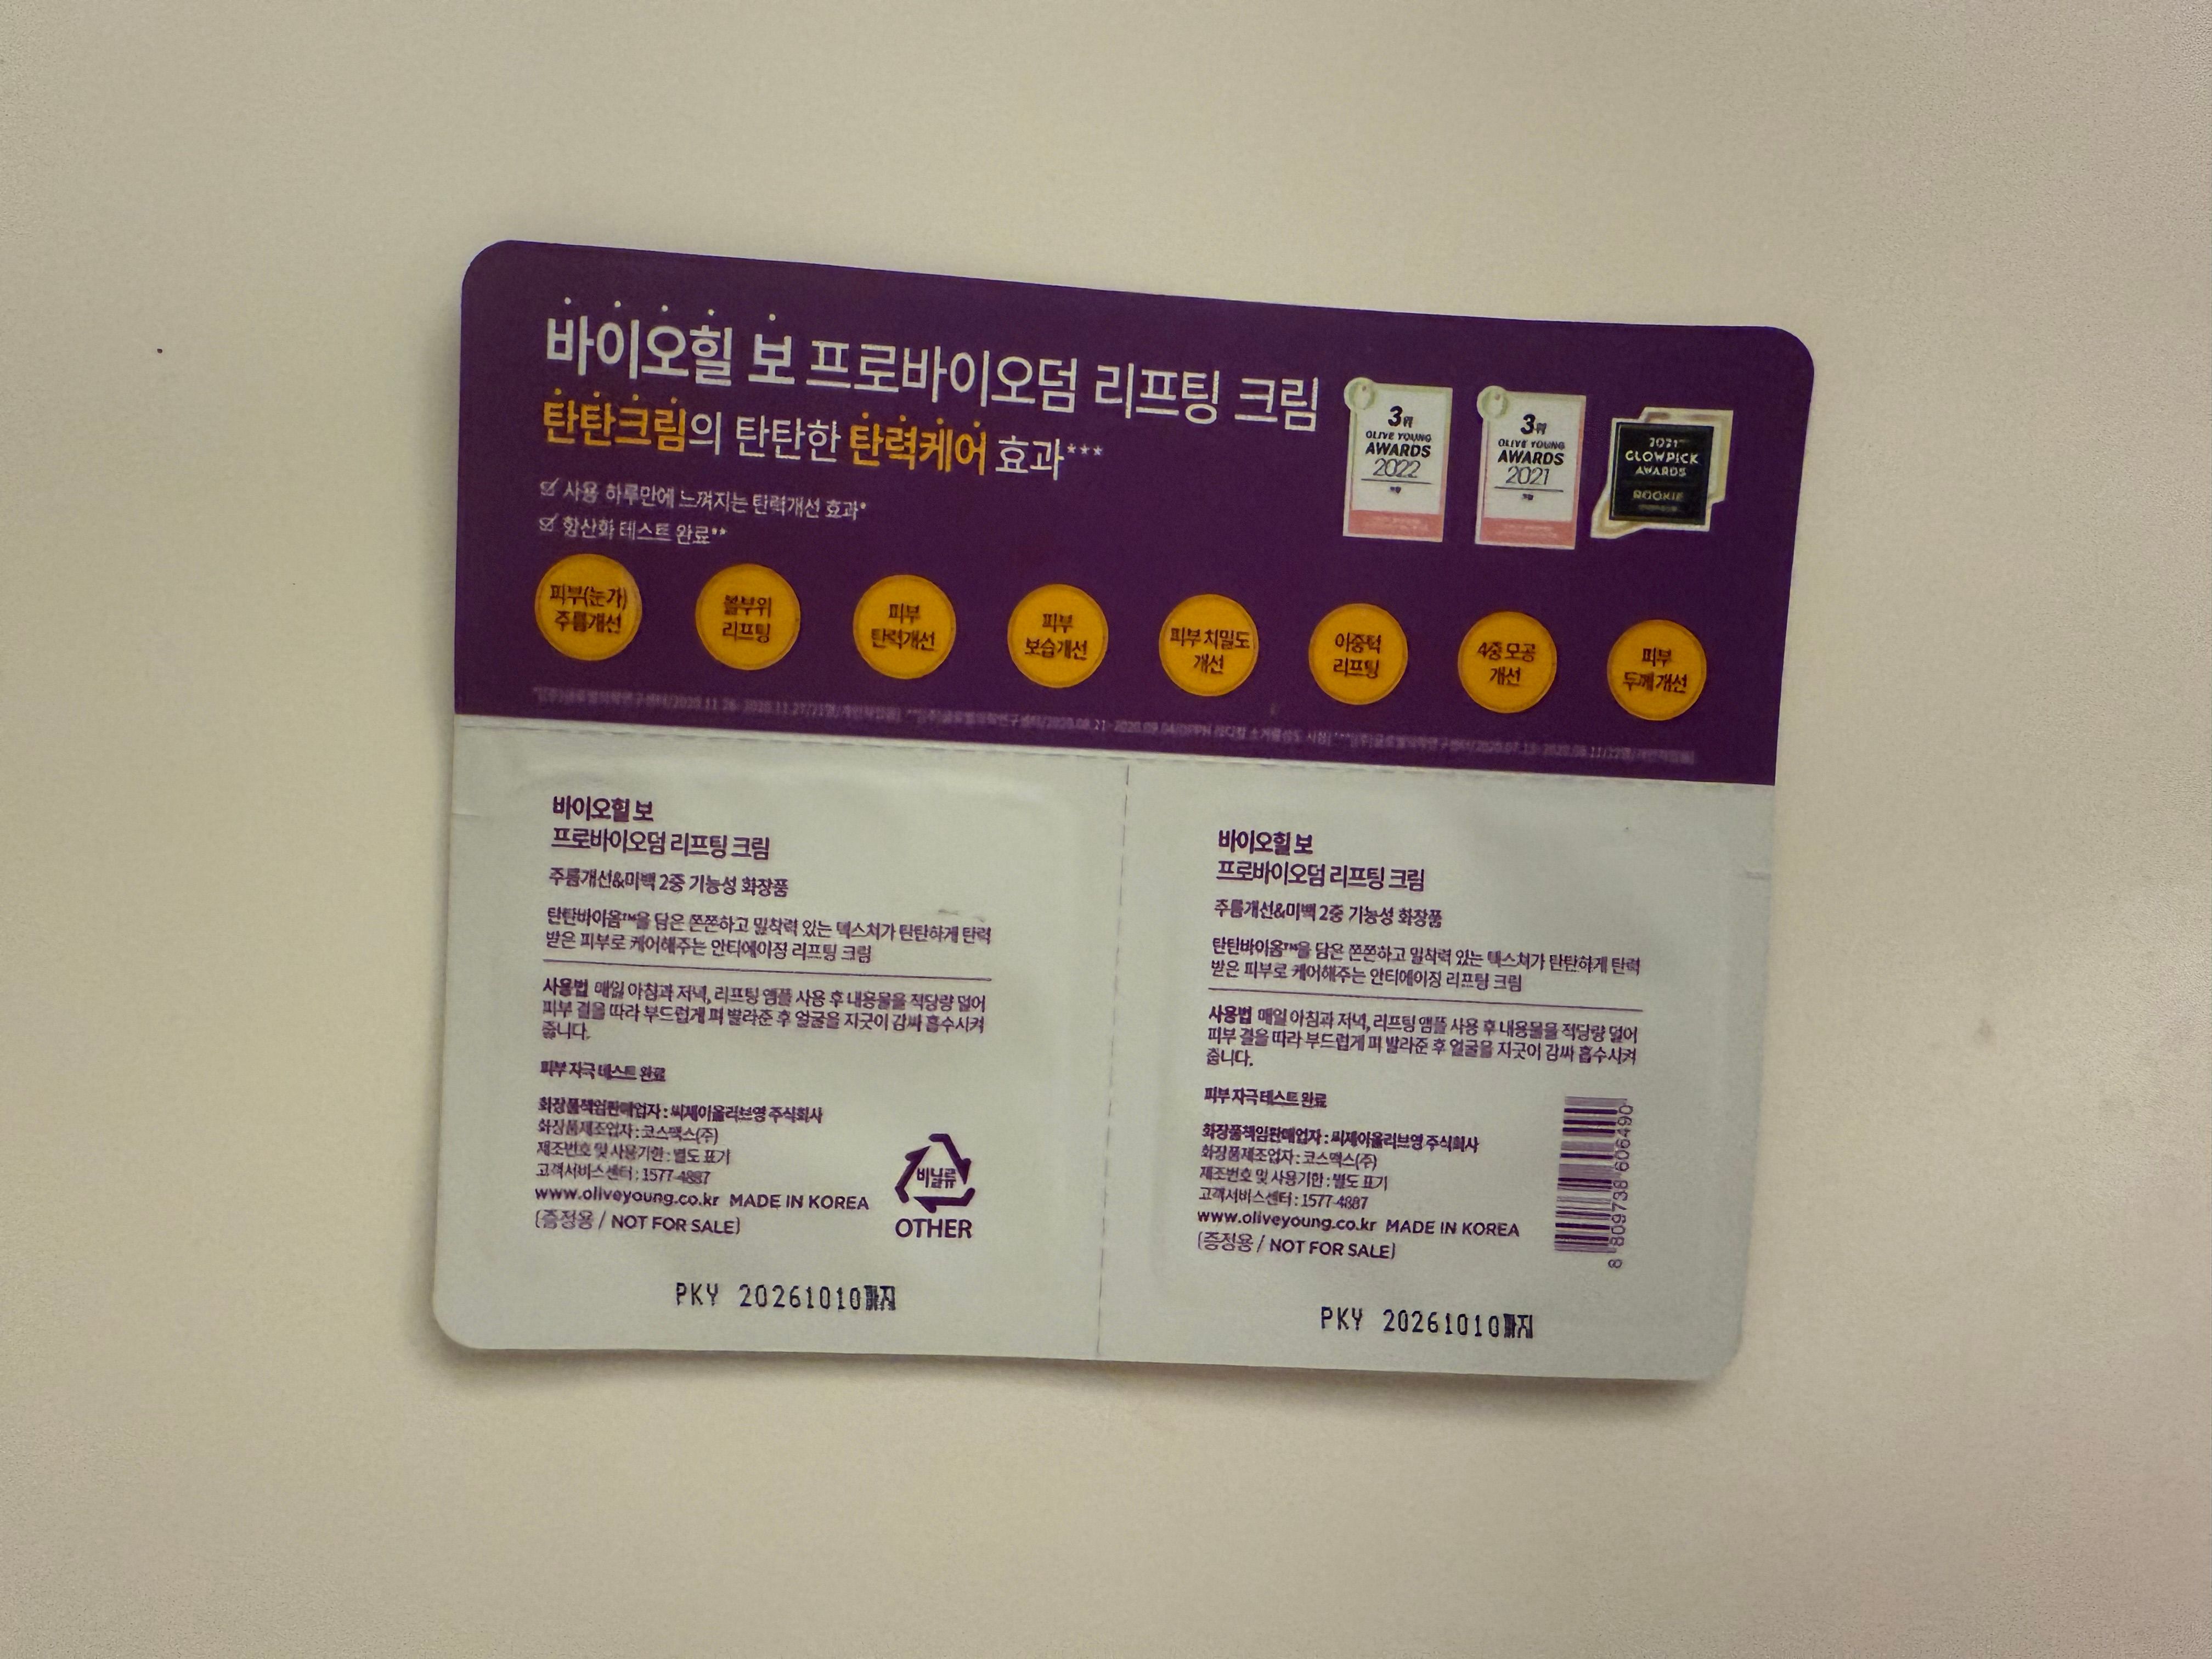 바이오힐 보 프로바이오덤 리프팅 크림
탄탄크림의 탄탄한 탄력케어 효과***
사용 하루만에 느껴지는 탄력개선 효과*
항산화 테스트 완료**
3위
OLIVE YOUNG
AWARDS
2022
3위
OLIVE YOUNG
AWARDS
2021
2021
GLOWPICK
AWARDS
ROOKIE
피부(눈가)
주름개선
볼부위
리프팅
피부
탄력개선
피부
보습개선
피부 치밀도
개선
이중턱
리프팅
4중 모공
개선
피부
두께 개선
바이오힐 보
프로바이오덤 리프팅 크림
주름개선&미백 2중 기능성 화장품
탄탄바이옴™을 담은 쫀쫀하고 밀착력 있는 텍스처가 탄탄하게 탄력
받은 피부로 케어해주는 안티에이징 리프팅 크림
사용법 매일 아침과 저녁, 리프팅 앰플 사용 후 내용물을 적당량 덜어
피부 결을 따라 부드럽게 펴 발라준 후 얼굴을 지긋이 감싸 흡수시켜
줍니다.
피부 자극 테스트 완료
화장품책임판매업자 : 씨제이올리브영 주식회사
화장품제조업자 : 코스맥스(주)
제조번호 및 사용기한 : 별도 표기
고객서비스센터 : 1577-4887
www.oliveyoung.co.kr MADE IN KOREA
(증정용 / NOT FOR SALE)
비닐류
OTHER
PKY 20261010까지
바이오힐 보
프로바이오덤 리프팅 크림
주름개선&미백 2중 기능성 화장품
탄탄바이옴™을 담은 쫀쫀하고 밀착력 있는 텍스처가 탄탄하게 탄력
받은 피부로 케어해주는 안티에이징 리프팅 크림
사용법 매일 아침과 저녁, 리프팅 앰플 사용 후 내용물을 적당량 덜어
피부 결을 따라 부드럽게 펴 발라준 후 얼굴을 지긋이 감싸 흡수시켜
줍니다.
피부 자극 테스트 완료
화장품책임판매업자 : 씨제이올리브영 주식회사
화장품제조업자 : 코스맥스(주)
제조번호 및 사용기한 : 별도 표기
고객서비스센터 : 1577-4887
www.oliveyoung.co.kr MADE IN KOREA
(증정용 / NOT FOR SALE)
8 809738 606490
PKY 20261010까지